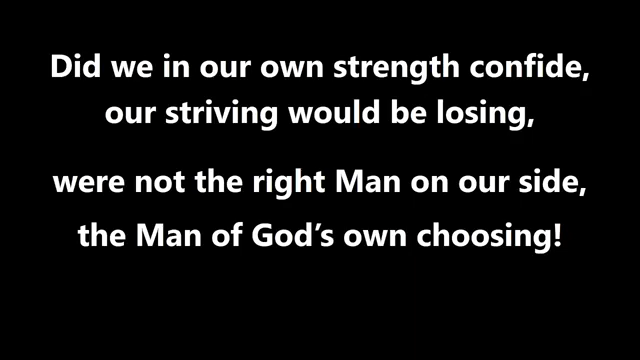 Did we in our own strength confide,
our striving would be losing,
were not the right Man on our side,
the Man of God’s own choosing!